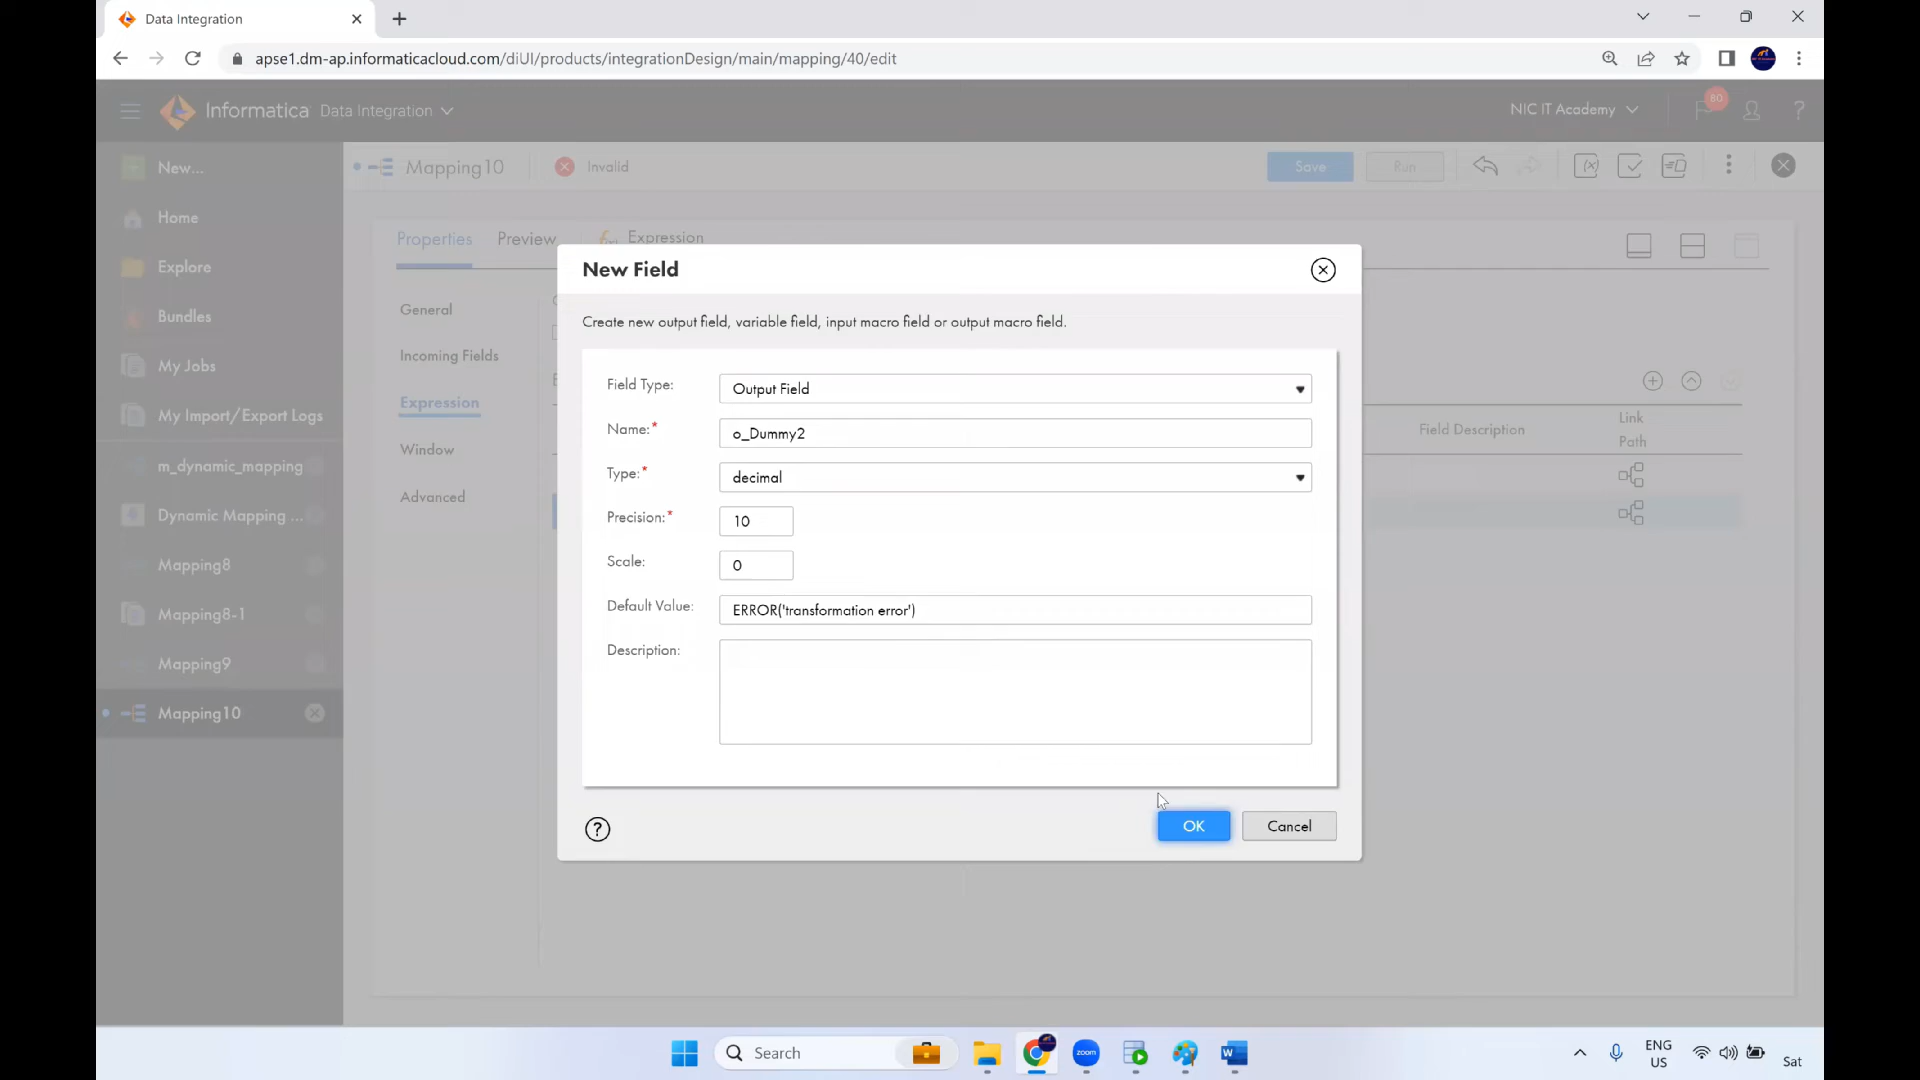 Data Integration
apse1.dm-ap.informaticacloud.com/diUI/products/integrationDesign/main/mapping/40/edit
Informatica Data Integration
NIC IT Academy
80
New...
Home
Explore
Bundles
My Jobs
My Import/Export Logs
m_dynamic_mapping
Dynamic Mapping ...
Mapping8
Mapping8-1
Mapping9
Mapping10
Mapping10 Invalid
Save Run
Properties Preview Expression
General
Incoming Fields
Expression
Window
Advanced
Field Description
Link
Path
New Field
Create new output field, variable field, input macro field or output macro field.
Field Type: Output Field
Name:* o_Dummy2
Type:* decimal
Precision:* 10
Scale: 0
Default Value: ERROR('transformation error')
Description:
? OK Cancel
Search
zoom
ENG
US
Sat